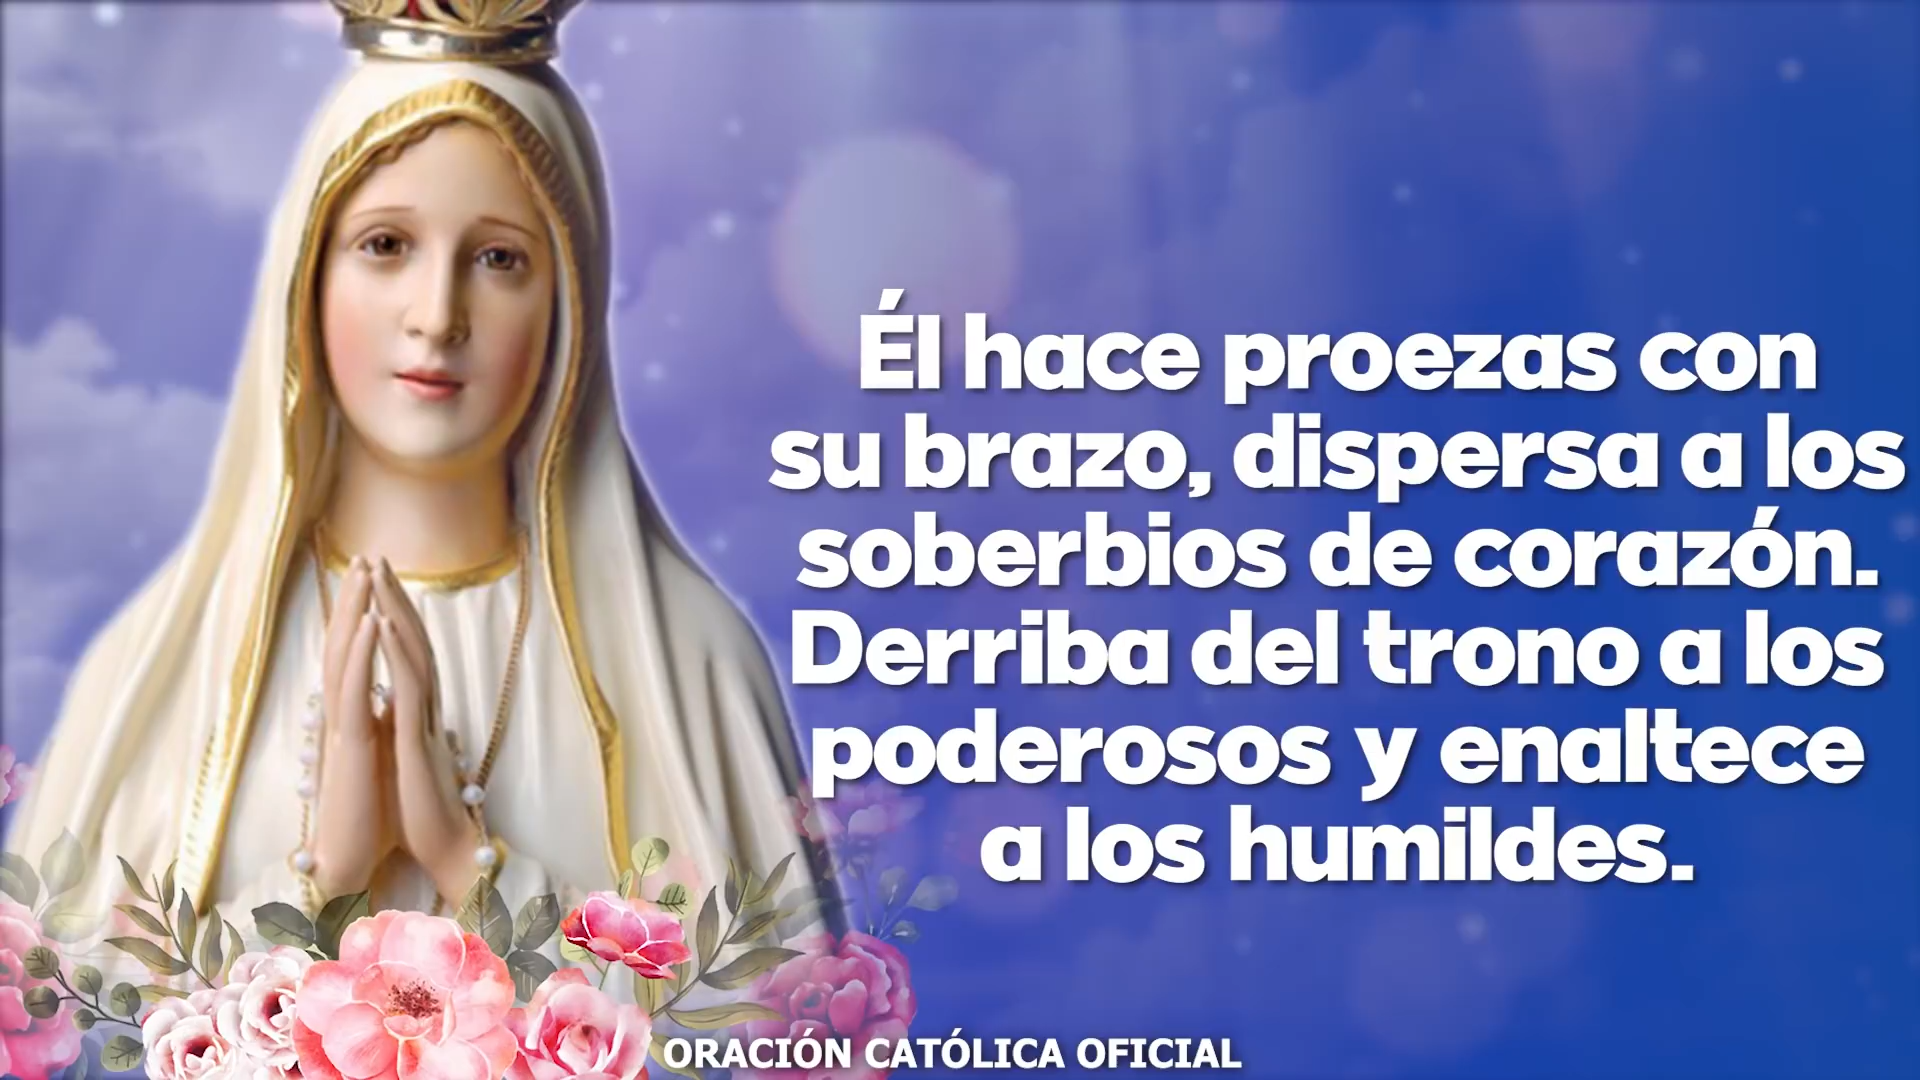 Él hace proezas con
su brazo, dispersa a los
soberbios de corazón.
Derriba del trono a los
poderosos y enaltece
a los humildes.
ORACIÓN CATÓLICA OFICIAL